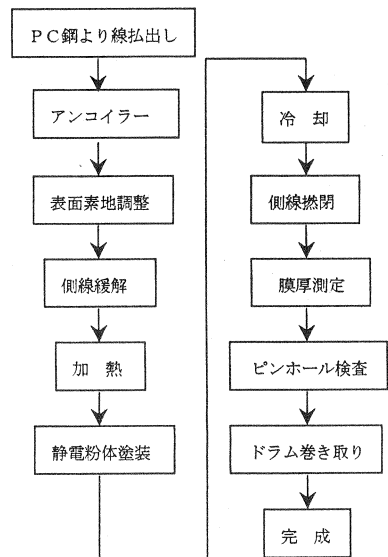 ＰＣ鋼より線払出し
アンコイラー
表面素地調整
側線緩解
加　熱
静電粉体塗装
冷　却
側線撚閉
膜厚測定
ピンホール検査
ドラム巻き取り
完　成